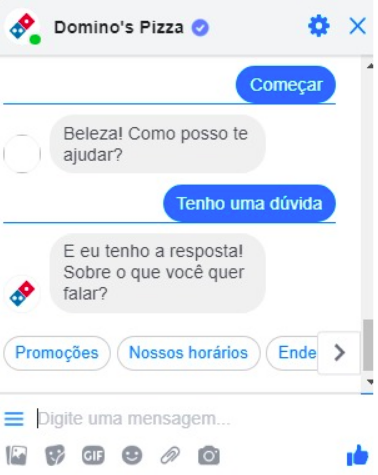 Domino's Pizza
Começar
Beleza! Como posso te
ajudar?
Tenho uma dúvida
E eu tenho a resposta!
Sobre o que você quer
falar?
Promoções Nossos horários Ende
Digite uma mensagem...
GIF